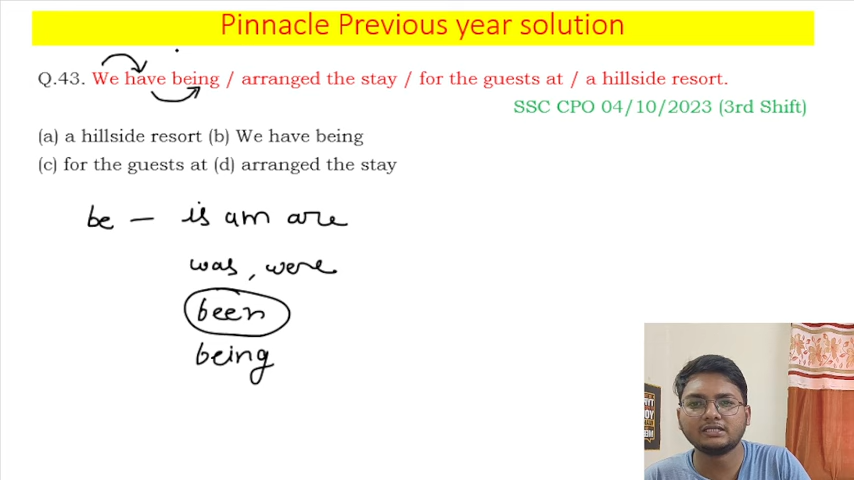 Pinnacle Previous year solution
Q.43. We have being / arranged the stay / for the guests at / a hillside resort.
SSC CPO 04/10/2023 (3rd Shift)
(a) a hillside resort (b) We have being
(c) for the guests at (d) arranged the stay
be — is am are
was, were
been
being